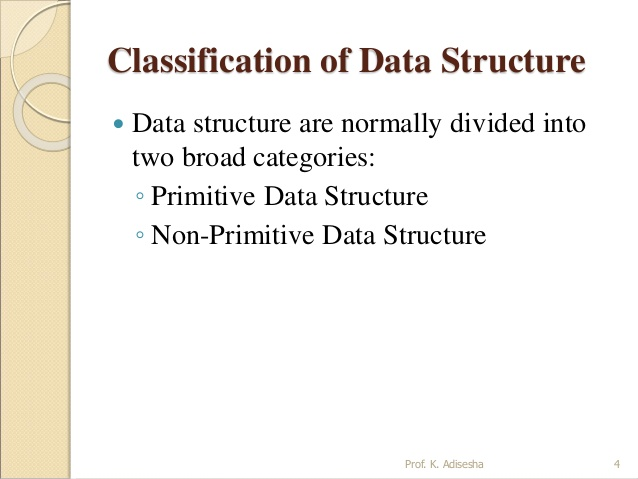 Classification of Data Structure
• Data structure are normally divided into
two broad categories:
◦ Primitive Data Structure
◦ Non-Primitive Data Structure
Prof. K. Adisesha 4